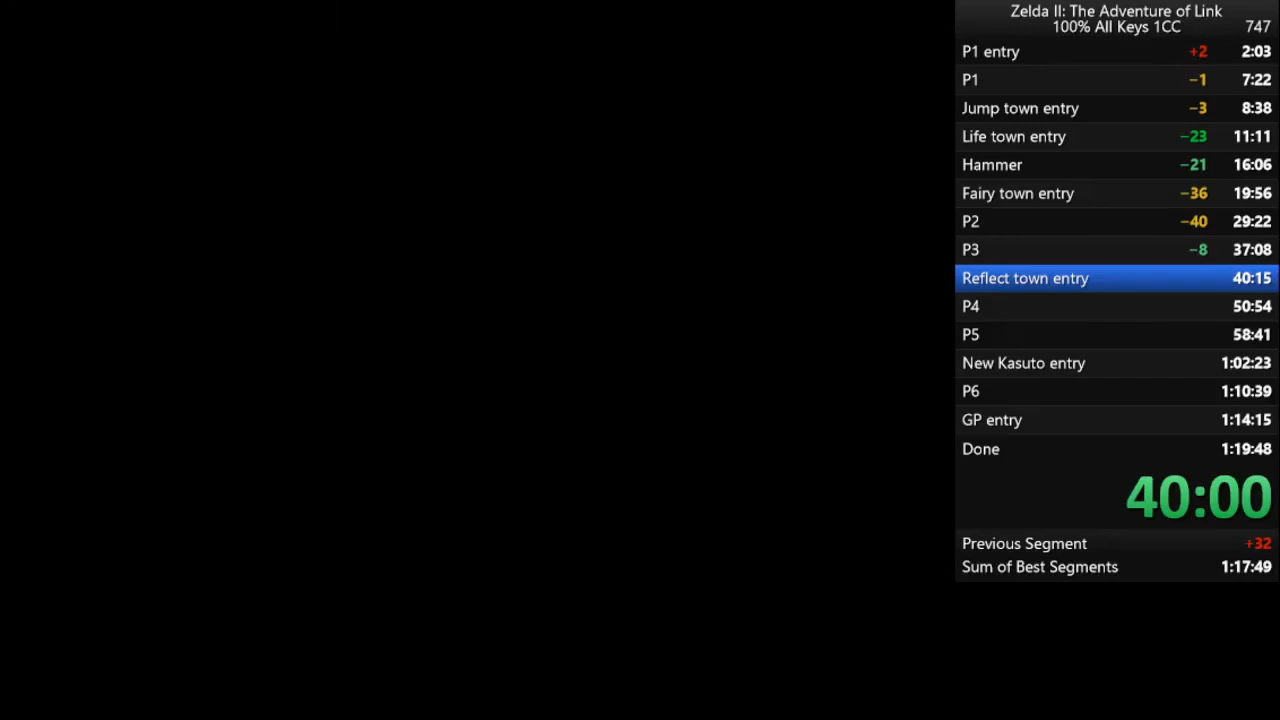 Zelda II: The Adventure of Link
100% All Keys 1CC 747
P1 entry +2 2:03
P1 −1 7:22
Jump town entry −3 8:38
Life town entry −23 11:11
Hammer −21 16:06
Fairy town entry −36 19:56
P2 −40 29:22
P3 −8 37:08
Reflect town entry 40:15
P4 50:54
P5 58:41
New Kasuto entry 1:02:23
P6 1:10:39
GP entry 1:14:15
Done 1:19:48
40:00
Previous Segment +32
Sum of Best Segments 1:17:49